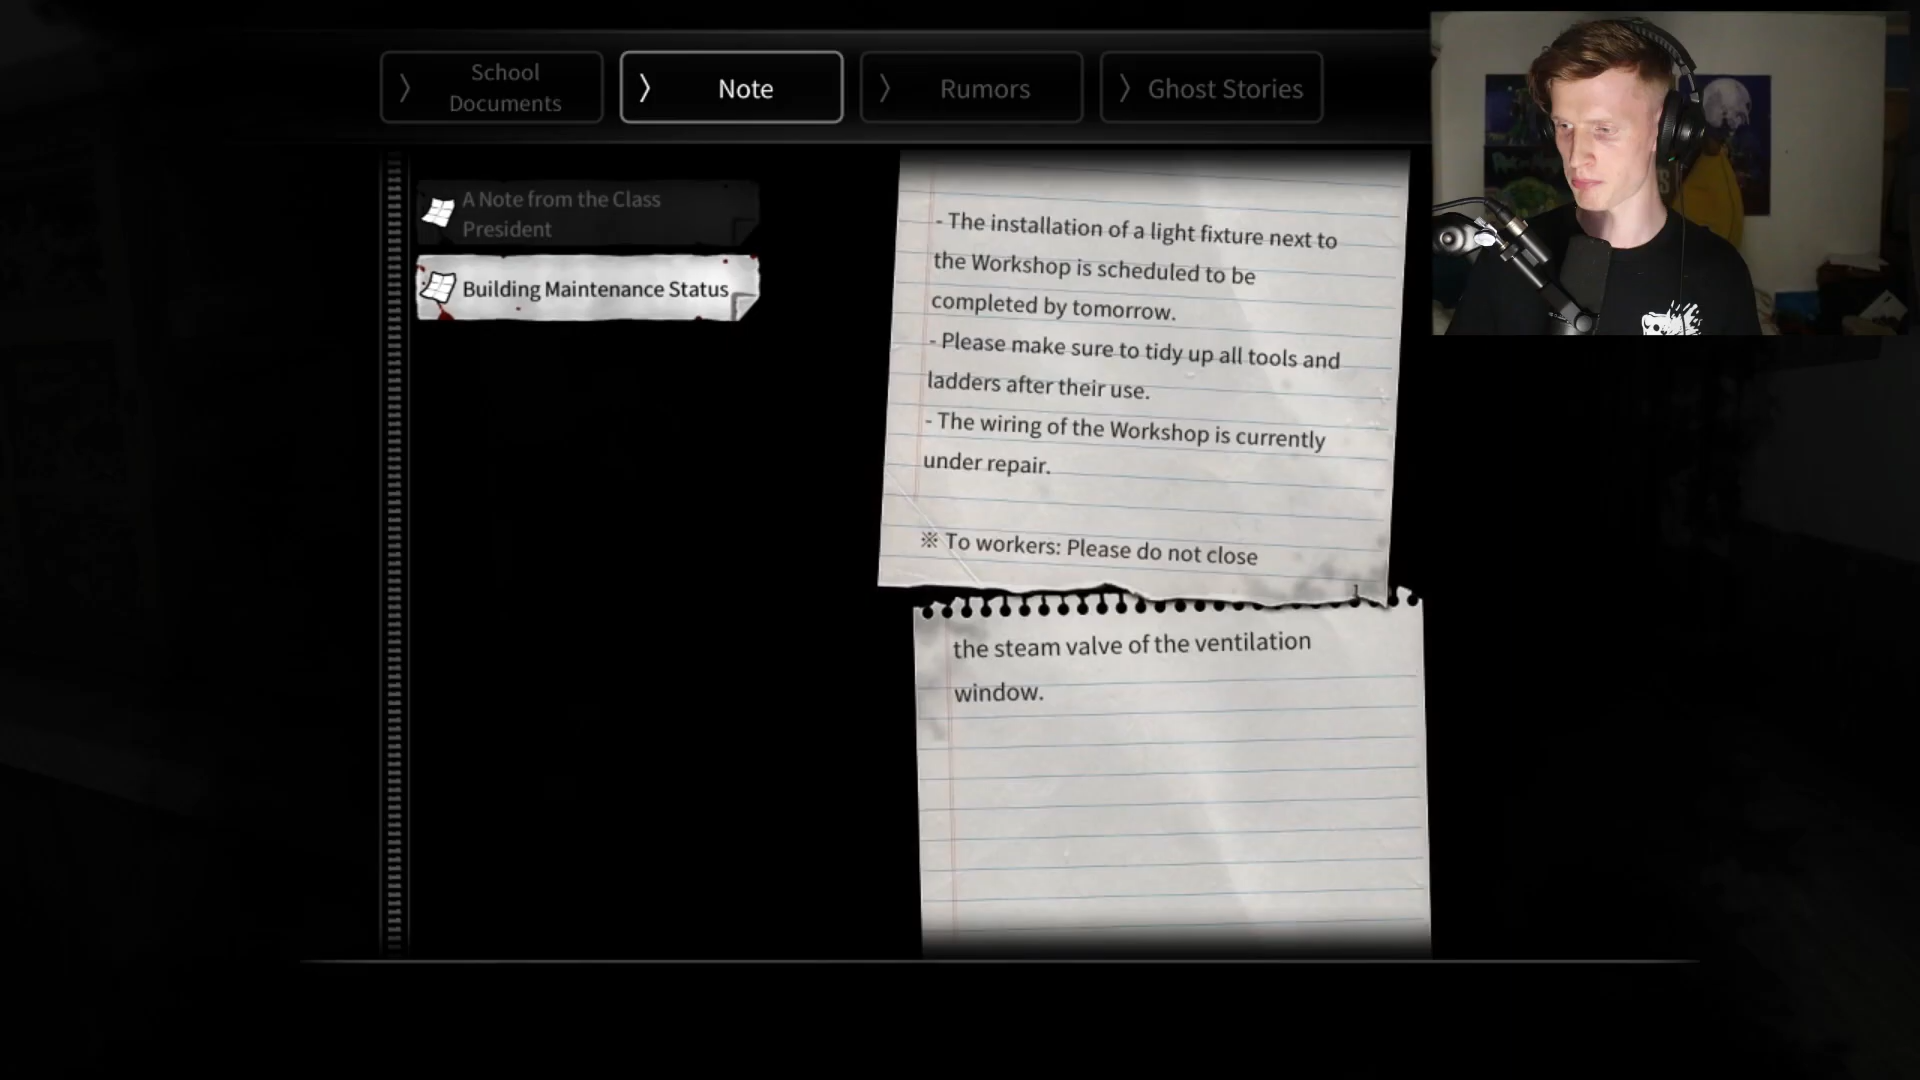 School
Documents
Note
Rumors
Ghost Stories
A Note from the Class
President
Building Maintenance Status
- The installation of a light fixture next to
the Workshop is scheduled to be
completed by tomorrow.
- Please make sure to tidy up all tools and
ladders after their use.
- The wiring of the Workshop is currently
under repair.
※ To workers: Please do not close
1
the steam valve of the ventilation
window.